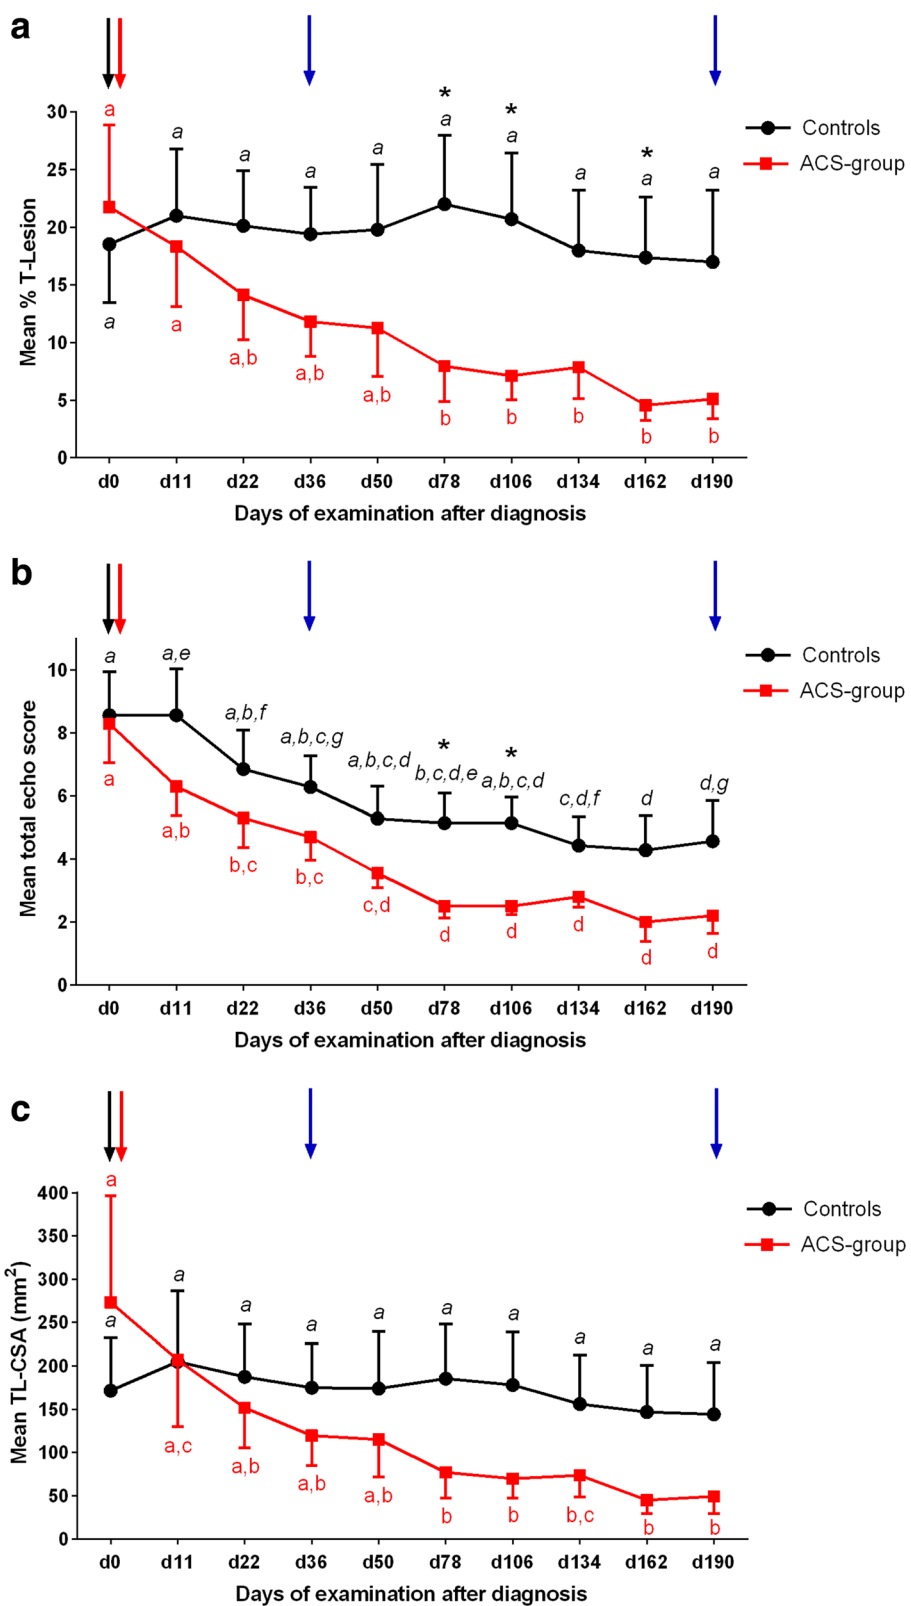 a
a a a a a * a * a a * a a
30
25
20
15
10
5
0
Mean % T-Lesion
a a a,b a,b a,b b b b b b
Controls
ACS-group
d0 d11 d22 d36 d50 d78 d106 d134 d162 d190
Days of examination after diagnosis
b
a a,e a,b,f a,b,c,g a,b,c,d * b,c,d,e * a,b,c,d c,d,f d d,g
10
8
6
4
2
0
Mean total echo score
a a,b b,c b,c c,d d d d d d
Controls
ACS-group
d0 d11 d22 d36 d50 d78 d106 d134 d162 d190
Days of examination after diagnosis
c
a
a a a a a a a a a a
400
350
300
250
200
150
100
50
0
Mean TL-CSA (mm²)
a,c a,b a,b a,b b b b,c b b
Controls
ACS-group
d0 d11 d22 d36 d50 d78 d106 d134 d162 d190
Days of examination after diagnosis